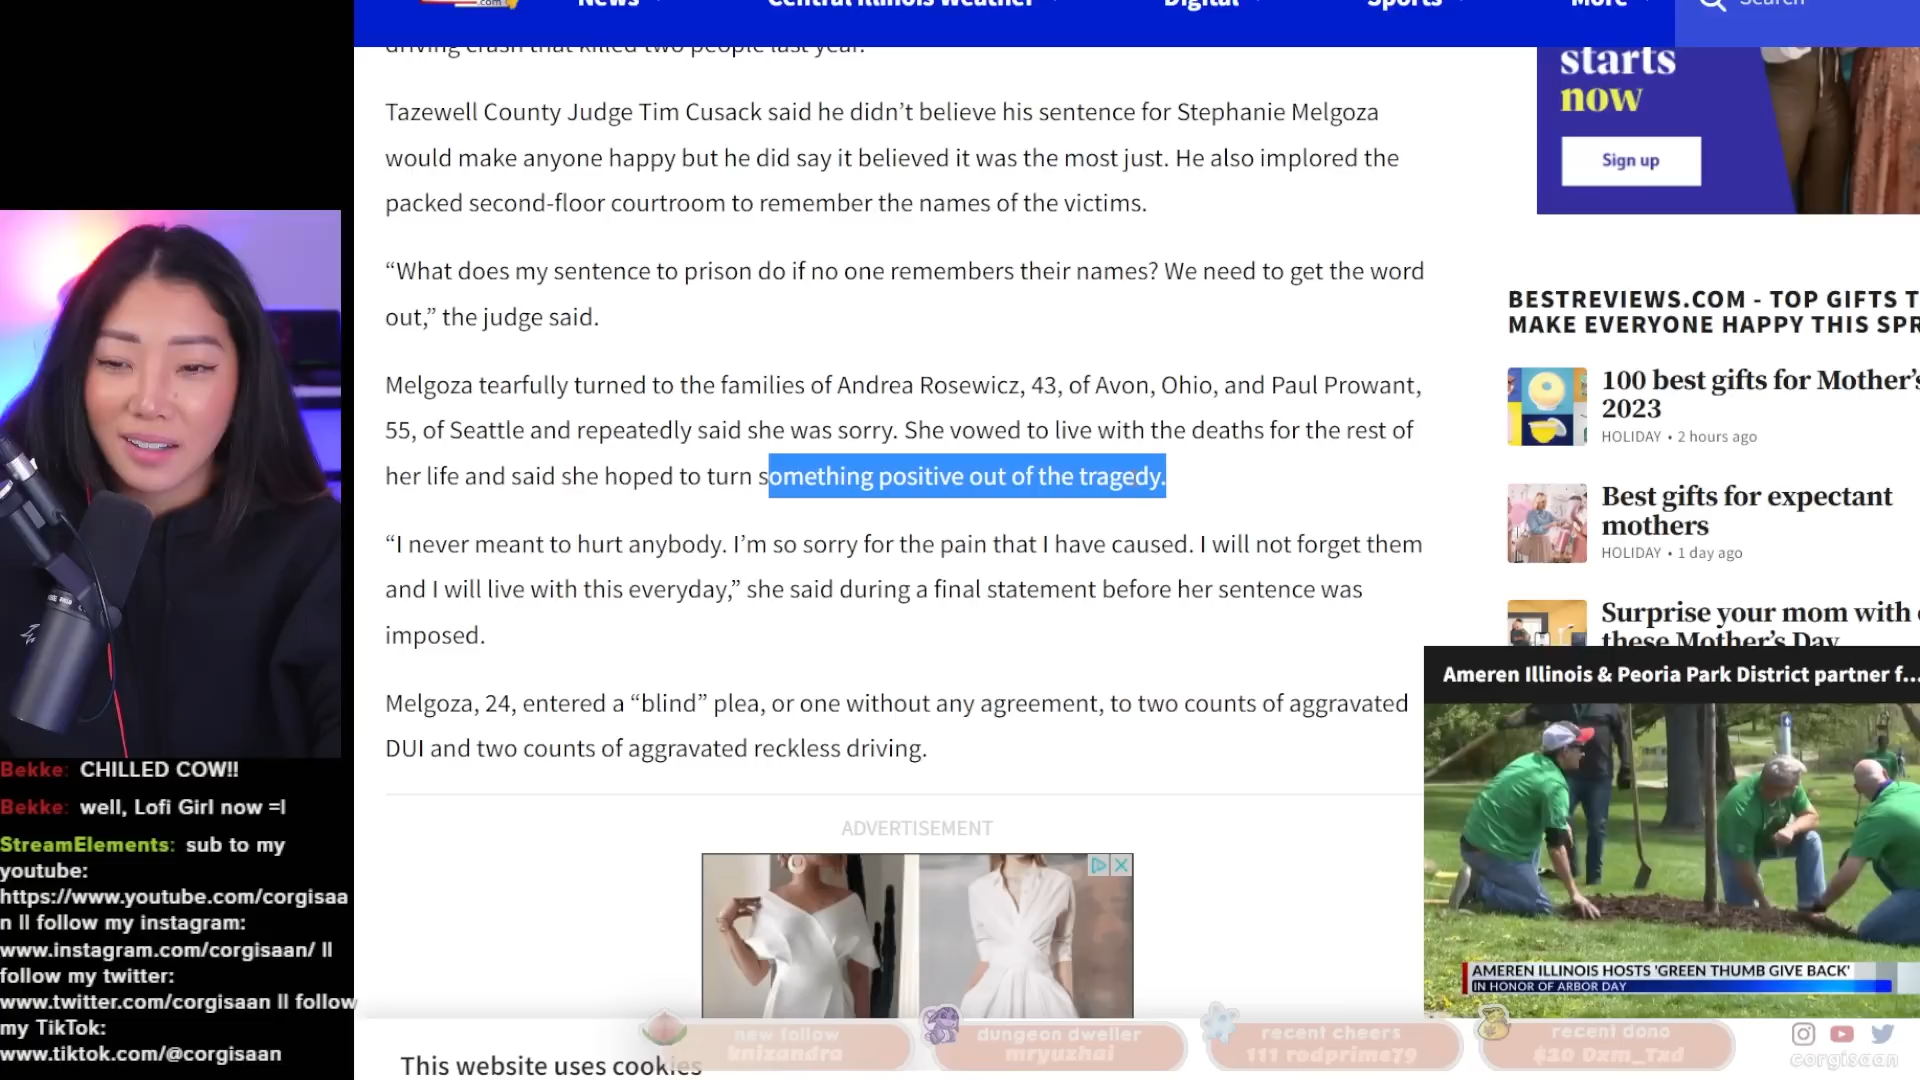 News
Central Illinois Weather
Digital
Sports
More
Search
driving crash that killed two people last year.
Tazewell County Judge Tim Cusack said he didn’t believe his sentence for Stephanie Melgoza
would make anyone happy but he did say it believed it was the most just. He also implored the
packed second-floor courtroom to remember the names of the victims.
“What does my sentence to prison do if no one remembers their names? We need to get the word
out,” the judge said.
Melgoza tearfully turned to the families of Andrea Rosewicz, 43, of Avon, Ohio, and Paul Prowant,
55, of Seattle and repeatedly said she was sorry. She vowed to live with the deaths for the rest of
her life and said she hoped to turn something positive out of the tragedy.
“I never meant to hurt anybody. I’m so sorry for the pain that I have caused. I will not forget them
and I will live with this everyday,” she said during a final statement before her sentence was
imposed.
Melgoza, 24, entered a “blind” plea, or one without any agreement, to two counts of aggravated
DUI and two counts of aggravated reckless driving.
ADVERTISEMENT
This website uses cookies
starts
now
Sign up
BESTREVIEWS.COM - TOP GIFTS T
MAKE EVERYONE HAPPY THIS SPR
100 best gifts for Mother’s
2023
HOLIDAY • 2 hours ago
Best gifts for expectant
mothers
HOLIDAY • 1 day ago
Surprise your mom with
these Mother’s Day
Ameren Illinois & Peoria Park District partner f...
AMEREN ILLINOIS HOSTS 'GREEN THUMB GIVE BACK'
IN HONOR OF ARBOR DAY
Bekke: CHILLED COW!!
Bekke: well, Lofi Girl now =l
StreamElements: sub to my
youtube:
https://www.youtube.com/corgisaa
n ll follow my instagram:
www.instagram.com/corgisaan/ ll
follow my twitter:
www.twitter.com/corgisaan ll follow
my TikTok:
www.tiktok.com/@corgisaan
new follow
knizandra
dungeon dweller
mryuzhai
recent cheers
111 rodprime79
recent dono
$20 Dxm_Txd
corgisaan